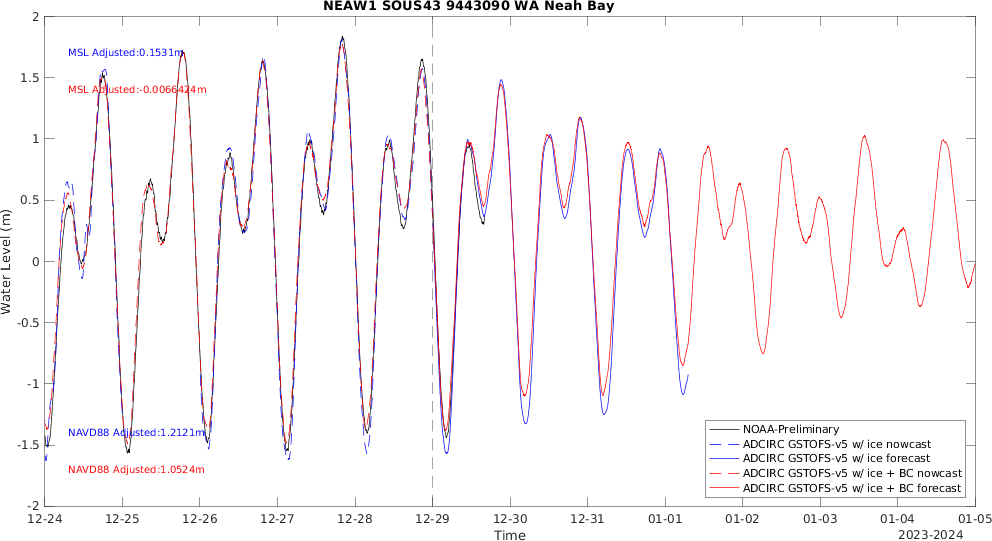 NEAW1 SOUS43 9443090 WA Neah Bay
2
1.5
1
0.5
0
-0.5
-1
-1.5
-2
Water Level (m)
MSL Adjusted:0.1531m
MSL Adjusted:-0.0066424m
NAVD88 Adjusted:1.2121m
NAVD88 Adjusted:1.0524m
NOAA-Preliminary
ADCIRC GSTOFS-v5 w/ ice nowcast
ADCIRC GSTOFS-v5 w/ ice forecast
ADCIRC GSTOFS-v5 w/ ice + BC nowcast
ADCIRC GSTOFS-v5 w/ ice + BC forecast
12-24 12-25 12-26 12-27 12-28 12-29 12-30 12-31 01-01 01-02 01-03 01-04 01-05
Time
2023-2024